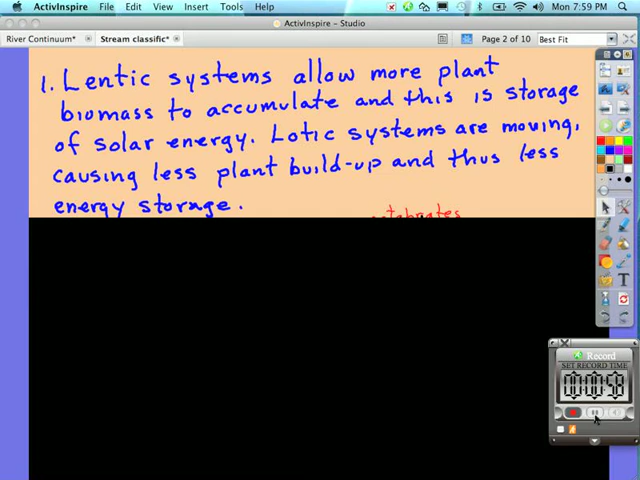 ActivInspire File Edit View Insert Tools Help Mon 7:59 PM
ActivInspire – Studio
River Continuum* Stream classific* Page 2 of 10 Best Fit
1. Lentic systems allow more plant
biomass to accumulate and this is storage
of solar energy. Lotic systems are moving,
causing less plant build-up and thus less
energy storage.
Record
SET RECORD TIME
00:00:58